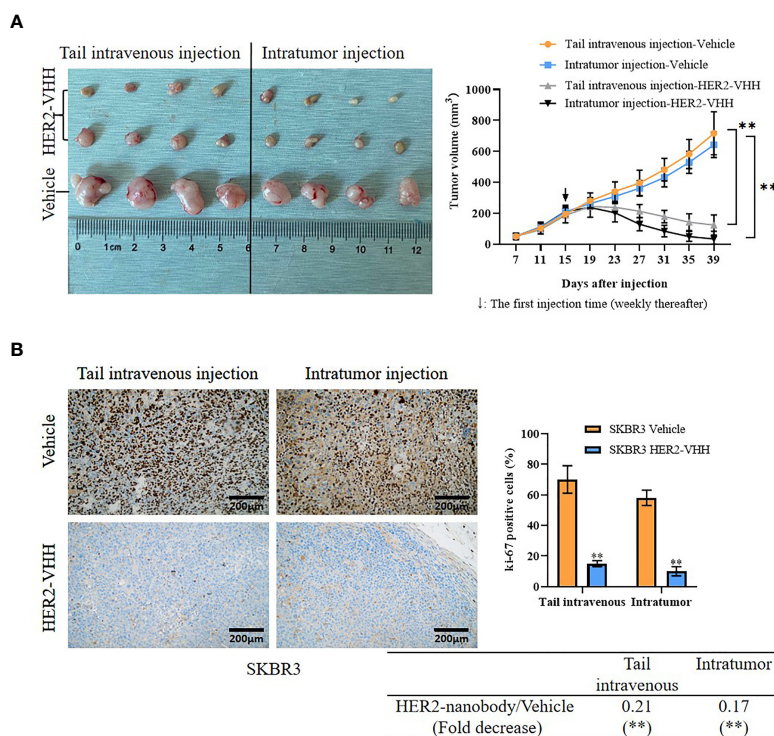 A
Tail intravenous injection
Intratumor injection
HER2-VHH
Vehicle
0 1cm 2 3 4 5 6 7 8 9 10 11 12
Tail intravenous injection-Vehicle
Intratumor injection-Vehicle
Tail intravenous injection-HER2-VHH
Intratumor injection-HER2-VHH
Tumor volume (mm³)
1000
800
600
400
200
0
↓
**
**
7 11 15 19 23 27 31 35 39
Days after injection
↓: The first injection time (weekly thereafter)
B
Tail intravenous injection
Intratumor injection
Vehicle
200μm
200μm
HER2-VHH
200μm
200μm
SKBR3
SKBR3 Vehicle
SKBR3 HER2-VHH
ki-67 positive cells (%)
100
80
60
40
20
0
**
**
Tail intravenous
Intratumor
Tail intravenous
Intratumor
HER2-nanobody/Vehicle 0.21 0.17
(Fold decrease) (**) (**)